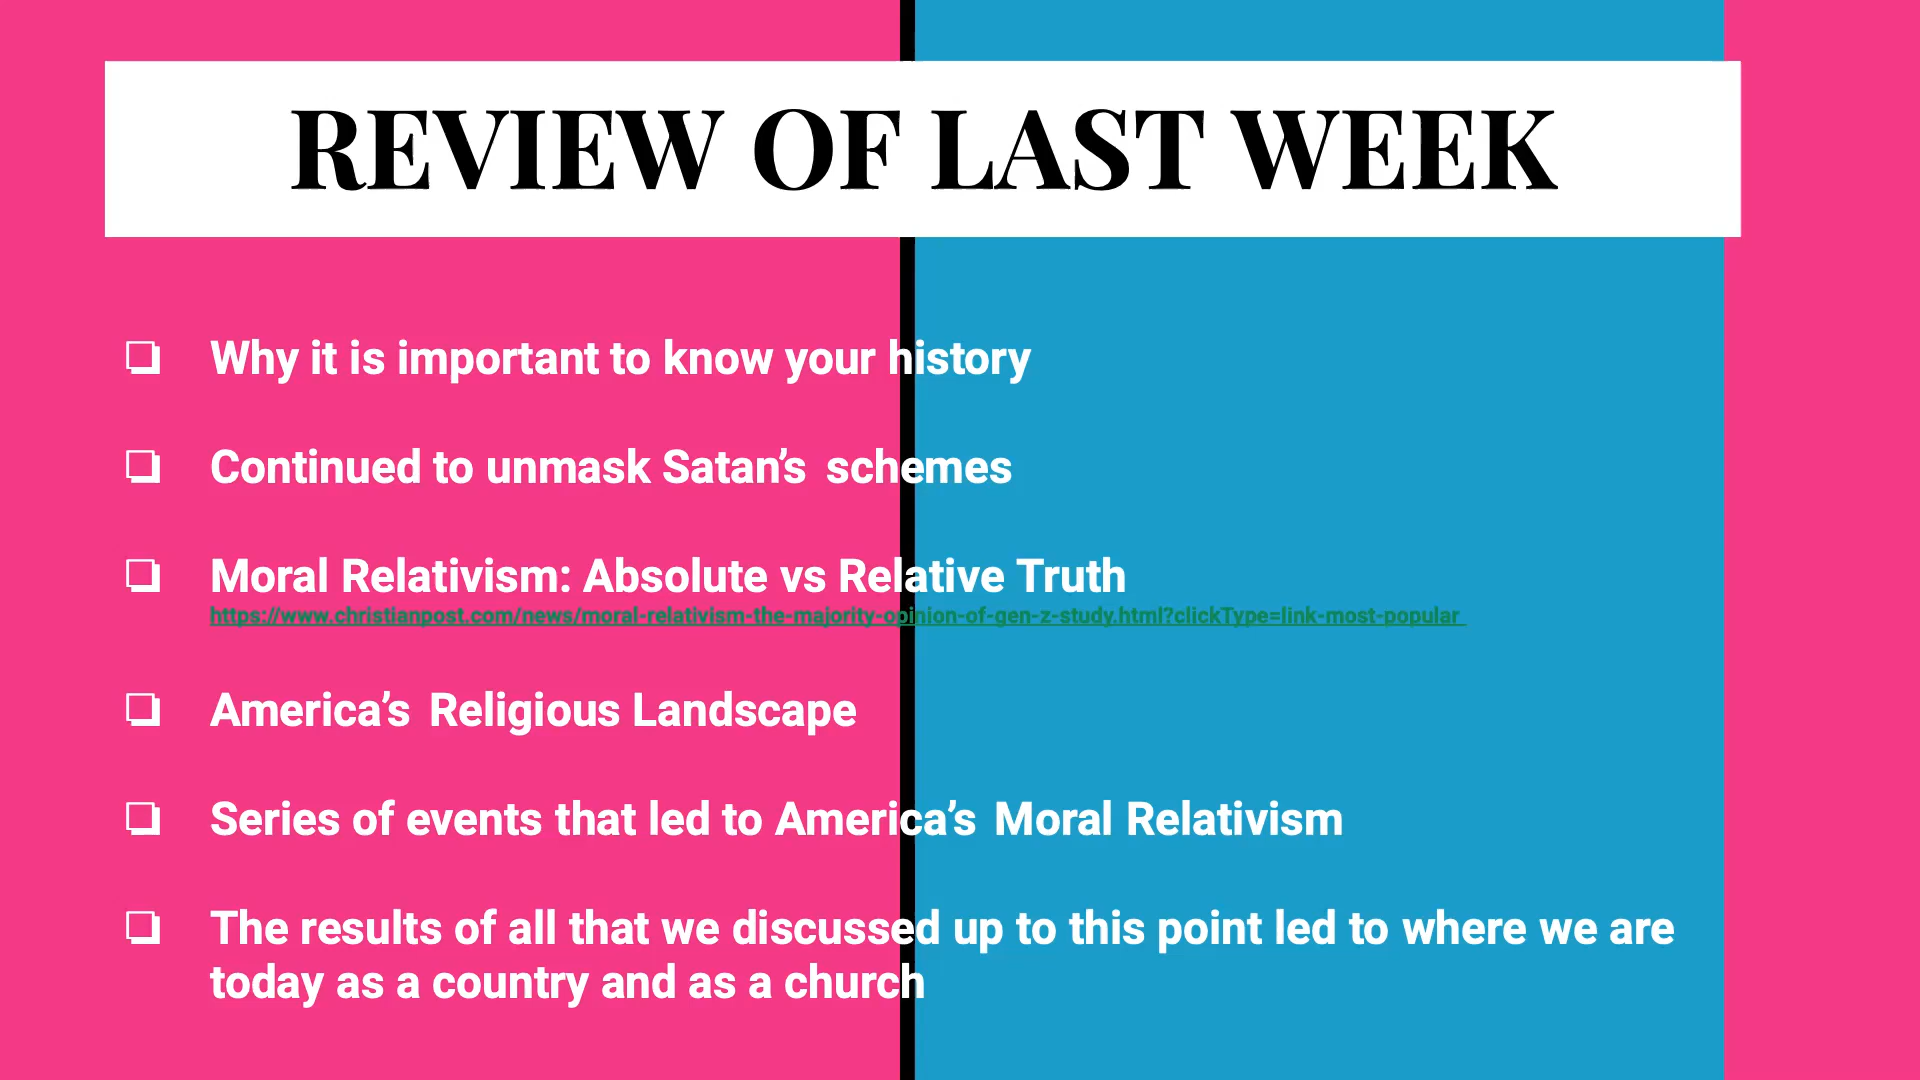 REVIEW OF LAST WEEK
❏ Why it is important to know your history
❏ Continued to unmask Satan’s schemes
❏ Moral Relativism: Absolute vs Relative Truth
https://www.christianpost.com/news/moral-relativism-the-majority-opinion-of-gen-z-study.html?clickType=link-most-popular
❏ America’s Religious Landscape
❏ Series of events that led to America’s Moral Relativism
❏ The results of all that we discussed up to this point led to where we are
today as a country and as a church